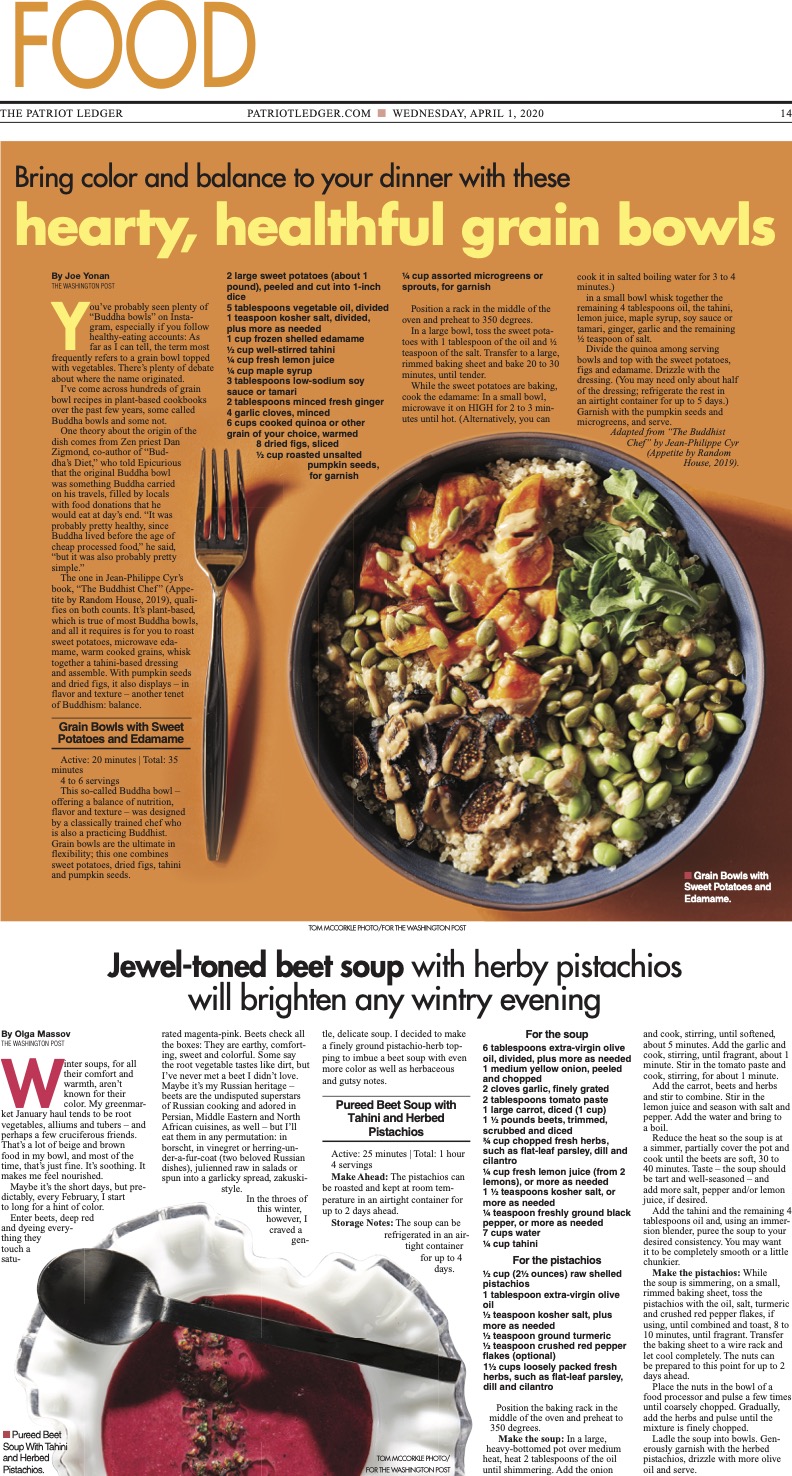 FOOD
THE PATRIOT LEDGER
PATRIOTLEDGER.COM ■ WEDNESDAY, APRIL 1, 2020
14
Bring color and balance to your dinner with these
hearty, healthful grain bowls
By Joe Yonan
THE WASHINGTON POST
You’ve probably seen plenty of
“Buddha bowls” on Insta-
gram, especially if you follow
healthy-eating accounts: As
far as I can tell, the term most
frequently refers to a grain bowl topped
with vegetables. There’s plenty of debate
about where the name originated.
I’ve come across hundreds of grain
bowl recipes in plant-based cookbooks
over the past few years, some called
Buddha bowls and some not.
One theory about the origin of the
dish comes from Zen priest Dan
Zigmond, co-author of “Bud-
dha’s Diet,” who told Epicurious
that the original Buddha bowl
was something Buddha carried
on his travels, filled by locals
with food donations that he
would eat at day’s end. “It was
probably pretty healthy, since
Buddha lived before the age of
cheap processed food,” he said,
“but it was also probably pretty
simple.”
The one in Jean-Philippe Cyr’s
book, “The Buddhist Chef” (Appe-
tite by Random House, 2019), quali-
fies on both counts. It’s plant-based,
which is true of most Buddha bowls,
and all it requires is for you to roast
sweet potatoes, microwave eda-
mame, warm cooked grains, whisk
together a tahini-based dressing
and assemble. With pumpkin seeds
and dried figs, it also displays – in
flavor and texture – another tenet
of Buddhism: balance.
Grain Bowls with Sweet
Potatoes and Edamame
Active: 20 minutes | Total: 35
minutes
4 to 6 servings
This so-called Buddha bowl –
offering a balance of nutrition,
flavor and texture – was designed
by a classically trained chef who
is also a practicing Buddhist.
Grain bowls are the ultimate in
flexibility; this one combines
sweet potatoes, dried figs, tahini
and pumpkin seeds.
2 large sweet potatoes (about 1
pound), peeled and cut into 1-inch
dice
5 tablespoons vegetable oil, divided
1 teaspoon kosher salt, divided,
plus more as needed
1 cup frozen shelled edamame
½ cup well-stirred tahini
¼ cup fresh lemon juice
¼ cup maple syrup
3 tablespoons low-sodium soy
sauce or tamari
2 tablespoons minced fresh ginger
4 garlic cloves, minced
6 cups cooked quinoa or other
grain of your choice, warmed
8 dried figs, sliced
½ cup roasted unsalted
pumpkin seeds,
for garnish
¼ cup assorted microgreens or
sprouts, for garnish
Position a rack in the middle of the
oven and preheat to 350 degrees.
In a large bowl, toss the sweet pota-
toes with 1 tablespoon of the oil and ½
teaspoon of the salt. Transfer to a large,
rimmed baking sheet and bake 20 to 30
minutes, until tender.
While the sweet potatoes are baking,
cook the edamame: In a small bowl,
microwave it on HIGH for 2 to 3 min-
utes until hot. (Alternatively, you can
cook it in salted boiling water for 3 to 4
minutes.)
in a small bowl whisk together the
remaining 4 tablespoons oil, the tahini,
lemon juice, maple syrup, soy sauce or
tamari, ginger, garlic and the remaining
½ teaspoon of salt.
Divide the quinoa among serving
bowls and top with the sweet potatoes,
figs and edamame. Drizzle with the
dressing. (You may need only about half
of the dressing; refrigerate the rest in
an airtight container for up to 5 days.)
Garnish with the pumpkin seeds and
microgreens, and serve.
Adapted from “The Buddhist
Chef” by Jean-Philippe Cyr
(Appetite by Random
House, 2019).
■ Grain Bowls with
Sweet Potatoes and
Edamame.
TOM MCCORKLE PHOTO/FOR THE WASHINGTON POST
Jewel-toned beet soup with herby pistachios
will brighten any wintry evening
By Olga Massov
THE WASHINGTON POST
Winter soups, for all
their comfort and
warmth, aren’t
known for their
color. My greenmar-
ket January haul tends to be root
vegetables, alliums and tubers – and
perhaps a few cruciferous friends.
That’s a lot of beige and brown
food in my bowl, and most of the
time, that’s just fine. It’s soothing. It
makes me feel nourished.
Maybe it’s the short days, but pre-
dictably, every February, I start
to long for a hint of color.
Enter beets, deep red
and dyeing every-
thing they
touch a
satu-
rated magenta-pink. Beets check all
the boxes: They are earthy, comfort-
ing, sweet and colorful. Some say
the root vegetable tastes like dirt, but
I’ve never met a beet I didn’t love.
Maybe it’s my Russian heritage –
beets are the undisputed superstars
of Russian cooking and adored in
Persian, Middle Eastern and North
African cuisines, as well – but I’ll
eat them in any permutation: in
borscht, in vinegret or herring-un-
der-a-fur-coat (two beloved Russian
dishes), julienned raw in salads or
spun into a garlicky spread, zakuski-
style.
In the throes of
this winter,
however, I
craved a
gen-
tle, delicate soup. I decided to make
a finely ground pistachio-herb top-
ping to imbue a beet soup with even
more color as well as herbaceous
and gutsy notes.
Pureed Beet Soup with
Tahini and Herbed
Pistachios
Active: 25 minutes | Total: 1 hour
4 servings
Make Ahead: The pistachios can
be roasted and kept at room tem-
perature in an airtight container for
up to 2 days ahead.
Storage Notes: The soup can be
refrigerated in an air-
tight container
for up to 4
days.
For the soup
6 tablespoons extra-virgin olive
oil, divided, plus more as needed
1 medium yellow onion, peeled
and chopped
2 cloves garlic, finely grated
2 tablespoons tomato paste
1 large carrot, diced (1 cup)
1 ½ pounds beets, trimmed,
scrubbed and diced
¾ cup chopped fresh herbs,
such as flat-leaf parsley, dill and
cilantro
¼ cup fresh lemon juice (from 2
lemons), or more as needed
1 ½ teaspoons kosher salt, or
more as needed
¼ teaspoon freshly ground black
pepper, or more as needed
7 cups water
¼ cup tahini
For the pistachios
½ cup (2½ ounces) raw shelled
pistachios
1 tablespoon extra-virgin olive
oil
½ teaspoon kosher salt, plus
more as needed
½ teaspoon ground turmeric
½ teaspoon crushed red pepper
flakes (optional)
1½ cups loosely packed fresh
herbs, such as flat-leaf parsley,
dill and cilantro
Position the baking rack in the
middle of the oven and preheat to
350 degrees.
Make the soup: In a large,
heavy-bottomed pot over medium
heat, heat 2 tablespoons of the oil
until shimmering. Add the onion
and cook, stirring, until softened,
about 5 minutes. Add the garlic and
cook, stirring, until fragrant, about 1
minute. Stir in the tomato paste and
cook, stirring, for about 1 minute.
Add the carrot, beets and herbs
and stir to combine. Stir in the
lemon juice and season with salt and
pepper. Add the water and bring to
a boil.
Reduce the heat so the soup is at
a simmer, partially cover the pot and
cook until the beets are soft, 30 to
40 minutes. Taste – the soup should
be tart and well-seasoned – and
add more salt, pepper and/or lemon
juice, if desired.
Add the tahini and the remaining 4
tablespoons oil and, using an immer-
sion blender, puree the soup to your
desired consistency. You may want
it to be completely smooth or a little
chunkier.
Make the pistachios: While
the soup is simmering, on a small,
rimmed baking sheet, toss the
pistachios with the oil, salt, turmeric
and crushed red pepper flakes, if
using, until combined and toast, 8 to
10 minutes, until fragrant. Transfer
the baking sheet to a wire rack and
let cool completely. The nuts can
be prepared to this point for up to 2
days ahead.
Place the nuts in the bowl of a
food processor and pulse a few times
until coarsely chopped. Gradually,
add the herbs and pulse until the
mixture is finely chopped.
Ladle the soup into bowls. Gen-
erously garnish with the herbed
pistachios, drizzle with more olive
oil and serve.
■ Pureed Beet
Soup With Tahini
and Herbed
Pistachios.
TOM MCCORKLE PHOTO/
FOR THE WASHINGTON POST